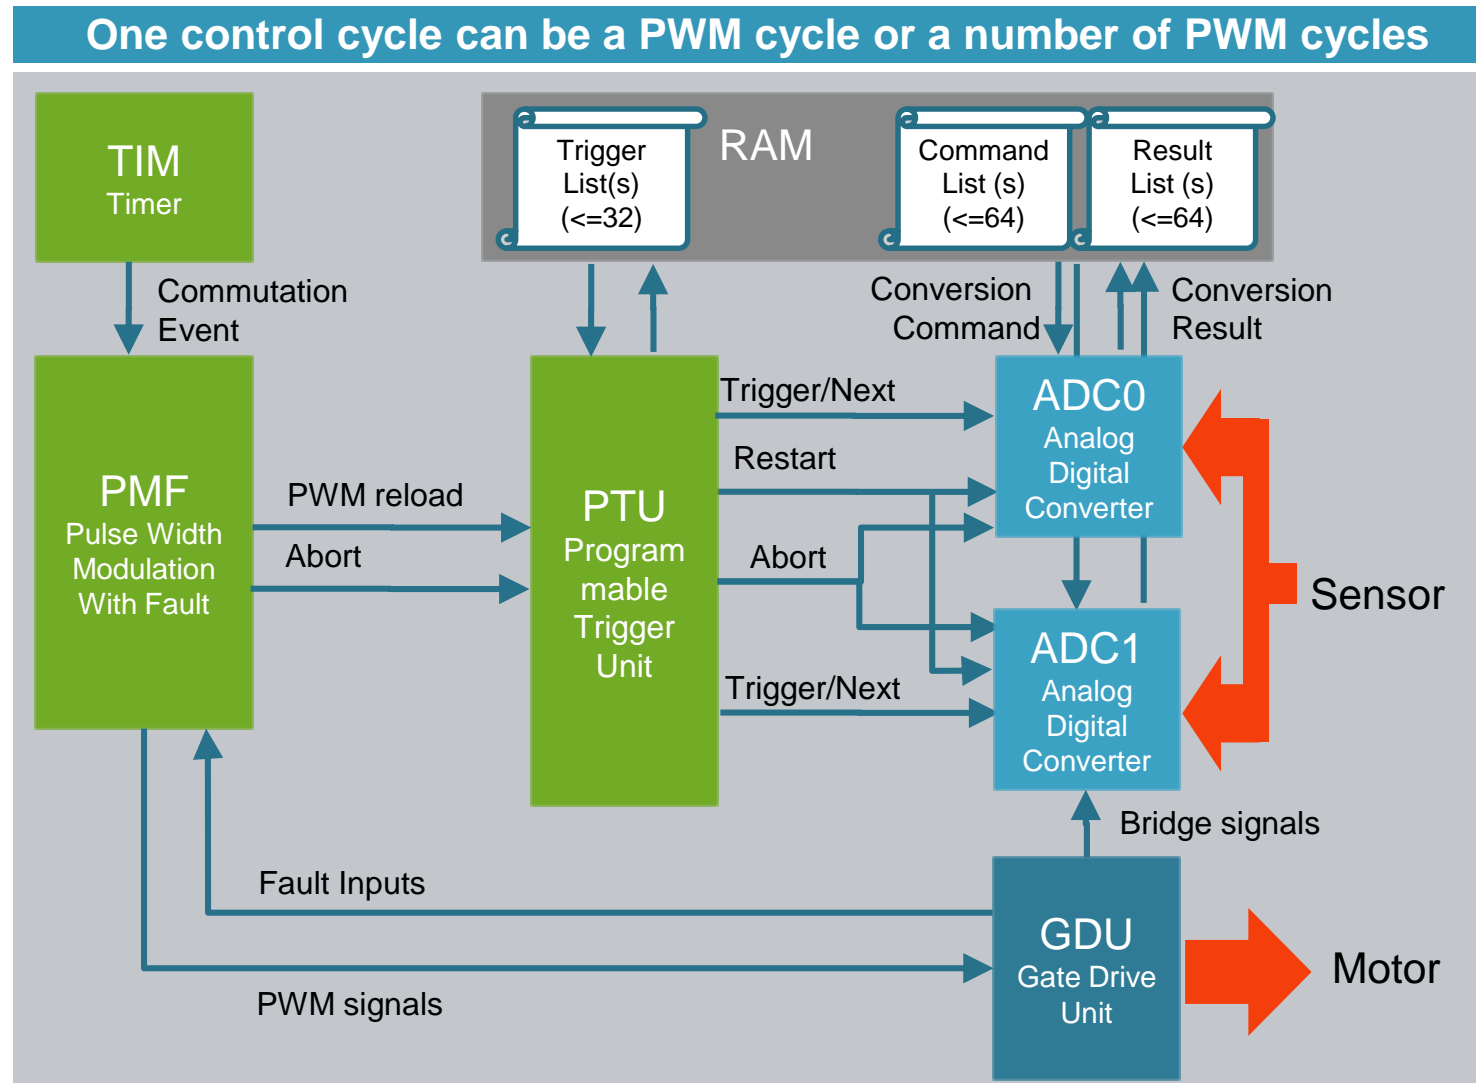 One control cycle can be a PWM cycle or a number of PWM cycles
TIM
Timer
Trigger
List(s)
(<=32)
RAM
Command
List (s)
(<=64)
Result
List (s)
(<=64)
Commutation
Event
Conversion
Command
Conversion
Result
PMF
Pulse Width
Modulation
With Fault
PWM reload
Abort
PTU
Program
mable
Trigger
Unit
Trigger/Next
Restart
Abort
Trigger/Next
ADC0
Analog
Digital
Converter
ADC1
Analog
Digital
Converter
Sensor
Bridge signals
Fault Inputs
PWM signals
GDU
Gate Drive
Unit
Motor